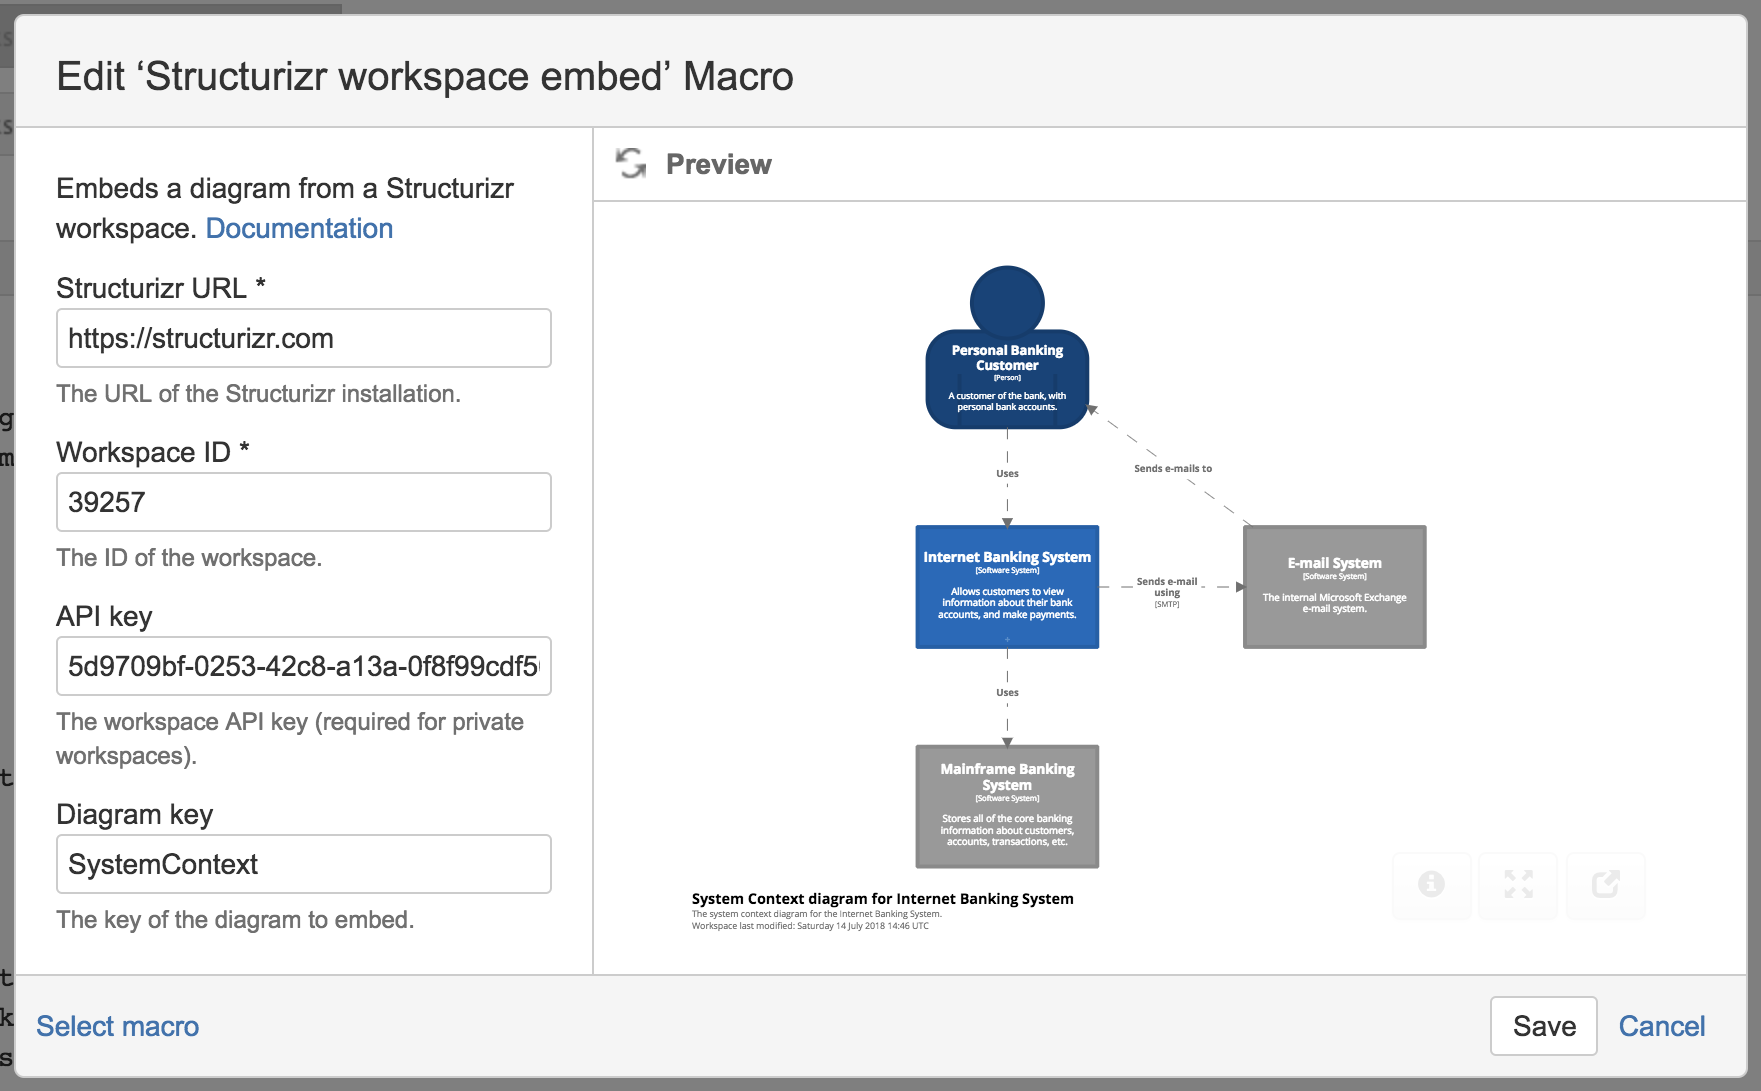 Edit ‘Structurizr workspace embed’ Macro
Embeds a diagram from a Structurizr
workspace. Documentation
Structurizr URL *
https://structurizr.com
The URL of the Structurizr installation.
Workspace ID *
39257
The ID of the workspace.
API key
5d9709bf-0253-42c8-a13a-0f8f99cdf5
The workspace API key (required for private
workspaces).
Diagram key
SystemContext
The key of the diagram to embed.
Preview
Personal Banking
Customer
[Person]
A customer of the bank, with
personal bank accounts.
Uses
Sends e-mails to
Internet Banking System
[Software System]
Allows customers to view
information about their bank
accounts, and make payments.
Sends e-mail
using
[SMTP]
E-mail System
[Software System]
The internal Microsoft Exchange
e-mail system.
Uses
Mainframe Banking
System
[Software System]
Stores all of the core banking
information about customers,
accounts, transactions, etc.
System Context diagram for Internet Banking System
The system context diagram for the Internet Banking System.
Workspace last modified: Saturday 14 July 2018 14:46 UTC
Select macro
Save
Cancel